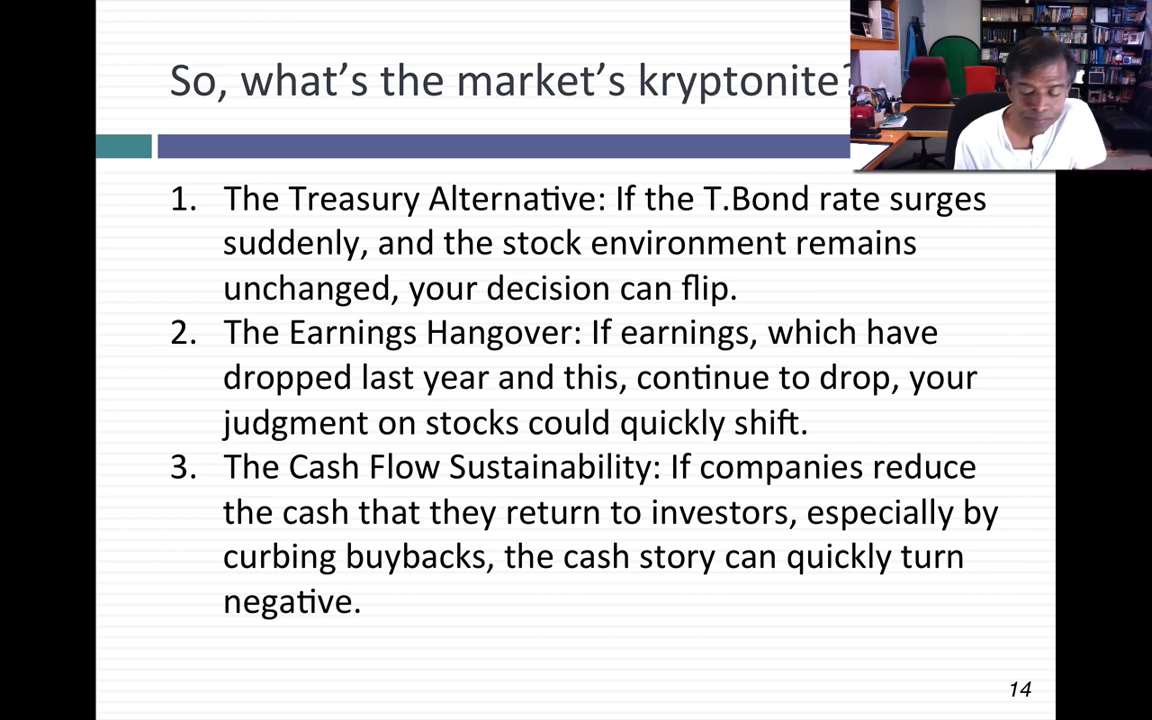 So, what's the market's kryptonite?
1. The Treasury Alternative: If the T.Bond rate surges
suddenly, and the stock environment remains
unchanged, your decision can flip.
2. The Earnings Hangover: If earnings, which have
dropped last year and this, continue to drop, your
judgment on stocks could quickly shift.
3. The Cash Flow Sustainability: If companies reduce
the cash that they return to investors, especially by
curbing buybacks, the cash story can quickly turn
negative.
14